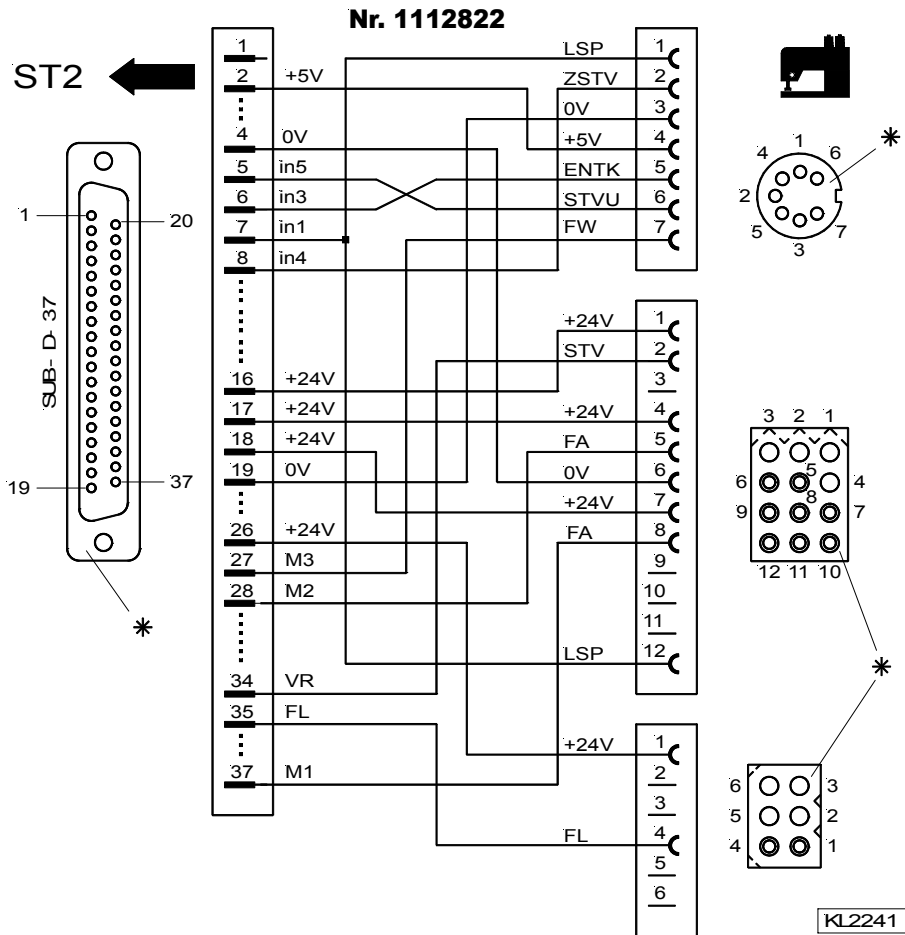 Nr. 1112822
ST2
1
2 +5V
4 0V
5 in5
6 in3
7 in1
8 in4
16 +24V
17 +24V
18 +24V
19 0V
26 +24V
27 M3
28 M2
34 VR
35 FL
37 M1
1
20
SUB-D-37
19
37
*
LSP 1
ZSTV 2
0V 3
+5V 4
ENTK 5
STVU 6
FW 7
+24V 1
STV 2
3
+24V 4
FA 5
0V 6
+24V 7
FA 8
9
10
11
LSP 12
+24V 1
2
3
FL 4
5
6
1
4 6
*
2
5 7
3
3 2 1
6 5 4
9 8 7
12 11 10
*
6 3
5 2
4 1
KL2241